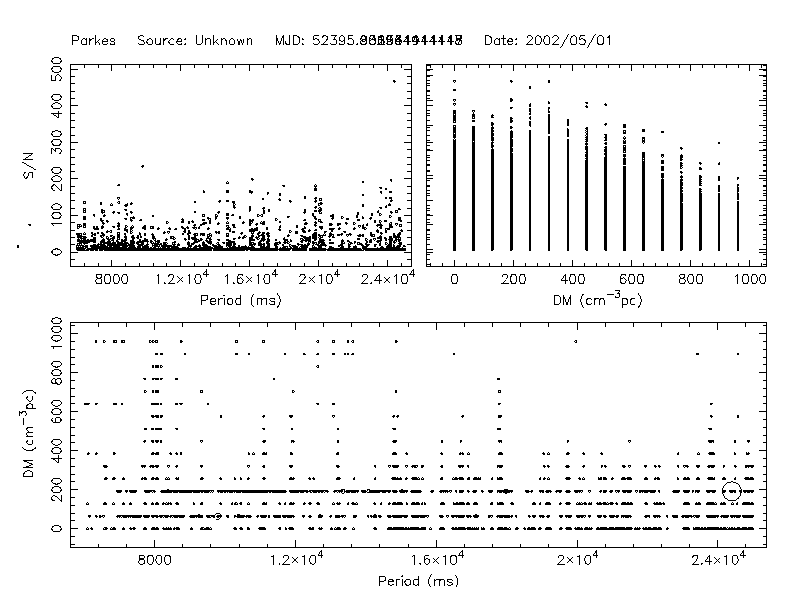 Parkes Source: Unknown MJD: Date: 2002/05/01
500
400
300
200
100
0
S/N
8000 1.2×10⁴ 1.6×10⁴ 2×10⁴ 2.4×10⁴
Period (ms)
0 200 400 600 800 1000
DM (cm⁻³pc)
1000
800
600
400
200
0
DM (cm⁻³pc)
8000 1.2×10⁴ 1.6×10⁴ 2×10⁴ 2.4×10⁴
Period (ms)